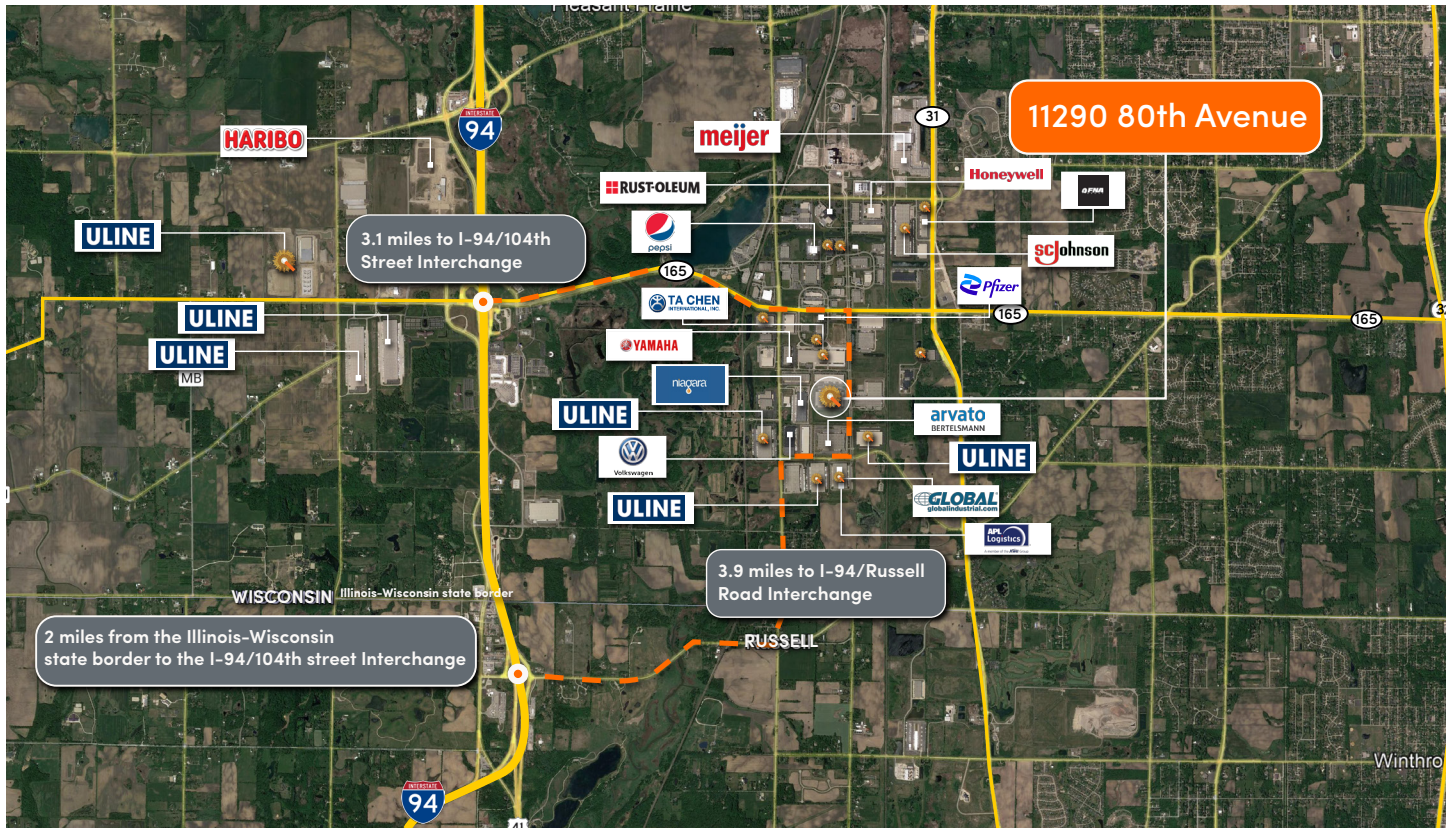 Pleasant Prairie
11290 80th Avenue
INTERSTATE
94
31
HARIBO
meijer
Honeywell
RUST-OLEUM
ULINE
pepsi
3.1 miles to I-94/104th
Street Interchange
SCJohnson
165
Pfizer
TA CHEN
INTERNATIONAL, INC.
165
165
ULINE
YAMAHA
ULINE
MB
niagara
ULINE
arvato
BERTELSMANN
Volkswagen
ULINE
ULINE
GLOBAL
globalindustrial.com
APL
Logistics
3.9 miles to I-94/Russell
Road Interchange
WISCONSIN
Illinois-Wisconsin state border
2 miles from the Illinois-Wisconsin
state border to the I-94/104th street Interchange
RUSSELL
Winthro
INTERSTATE
94
41